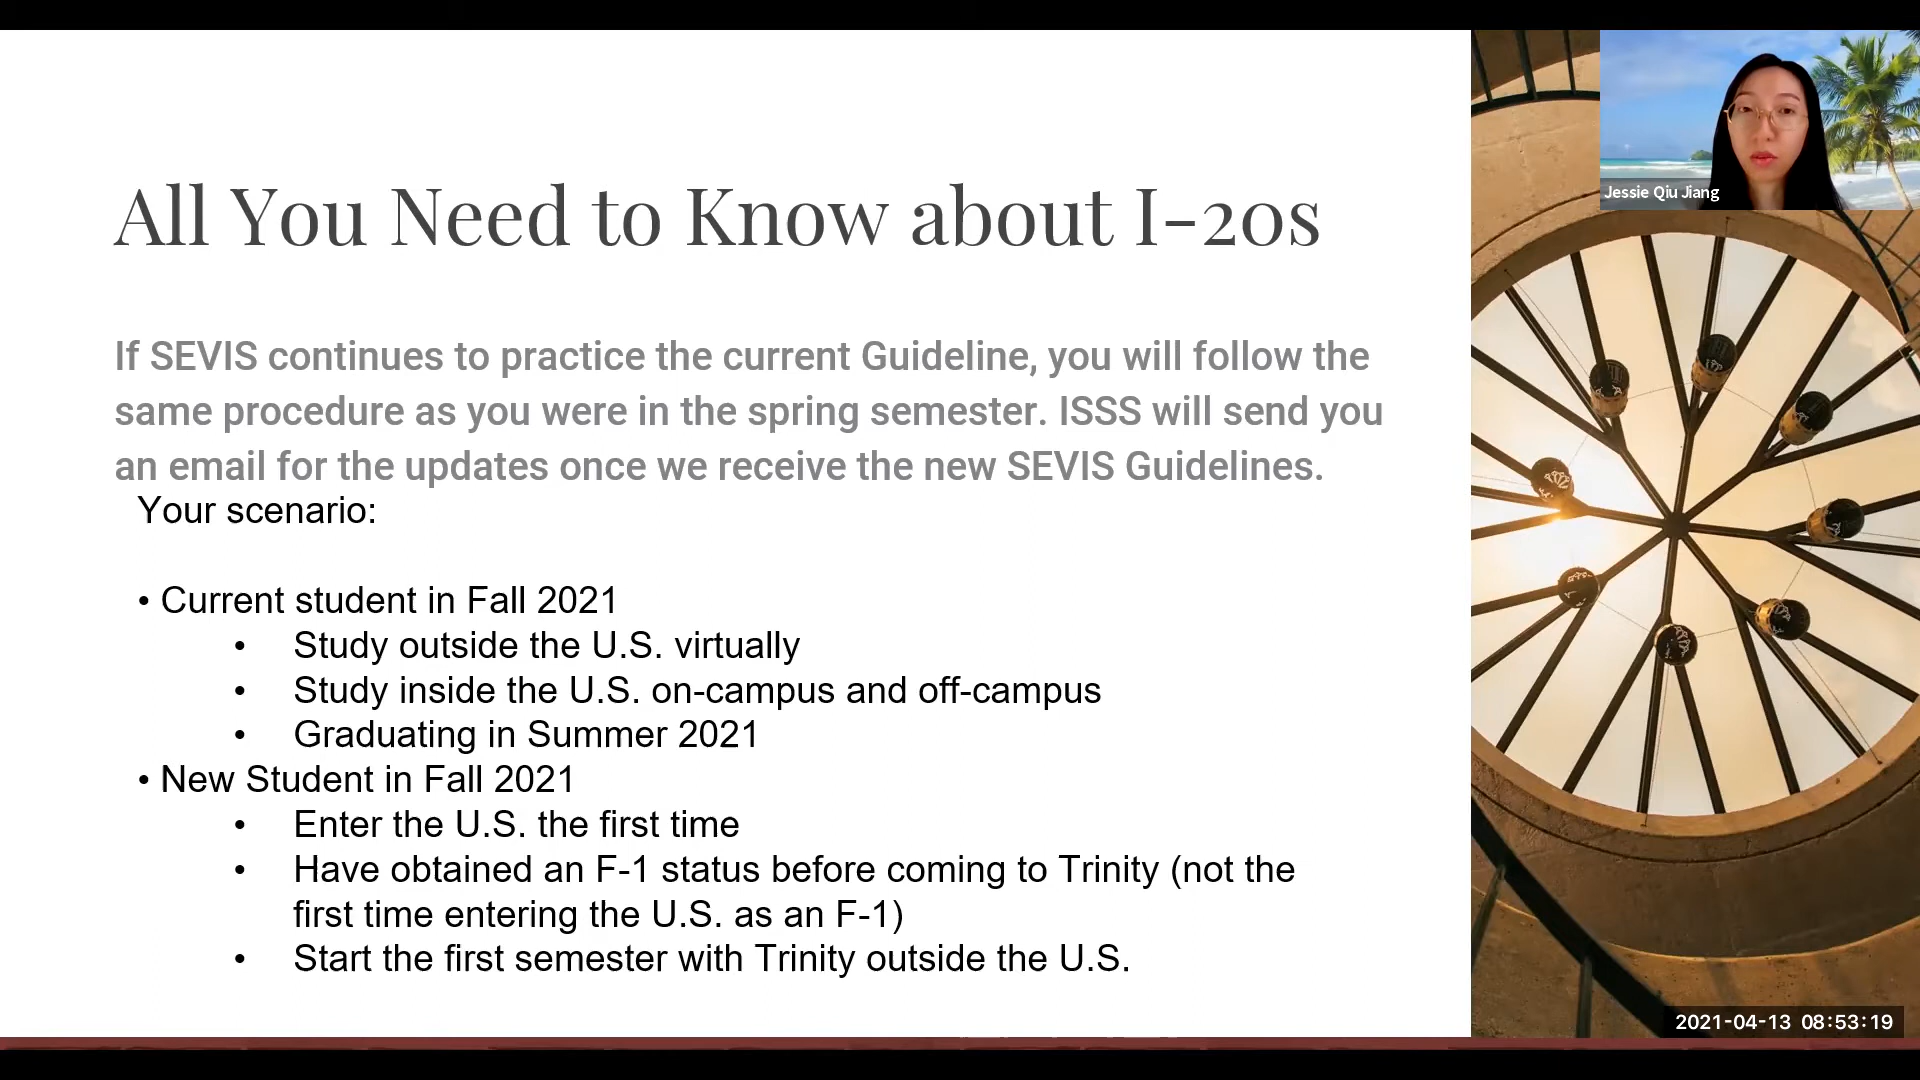 All You Need to Know about I-20s
If SEVIS continues to practice the current Guideline, you will follow the
same procedure as you were in the spring semester. ISSS will send you
an email for the updates once we receive the new SEVIS Guidelines.
Your scenario:
• Current student in Fall 2021
• Study outside the U.S. virtually
• Study inside the U.S. on-campus and off-campus
• Graduating in Summer 2021
• New Student in Fall 2021
• Enter the U.S. the first time
• Have obtained an F-1 status before coming to Trinity (not the
first time entering the U.S. as an F-1)
• Start the first semester with Trinity outside the U.S.
Jessie Qiu Jiang
2021-04-13 08:53:19